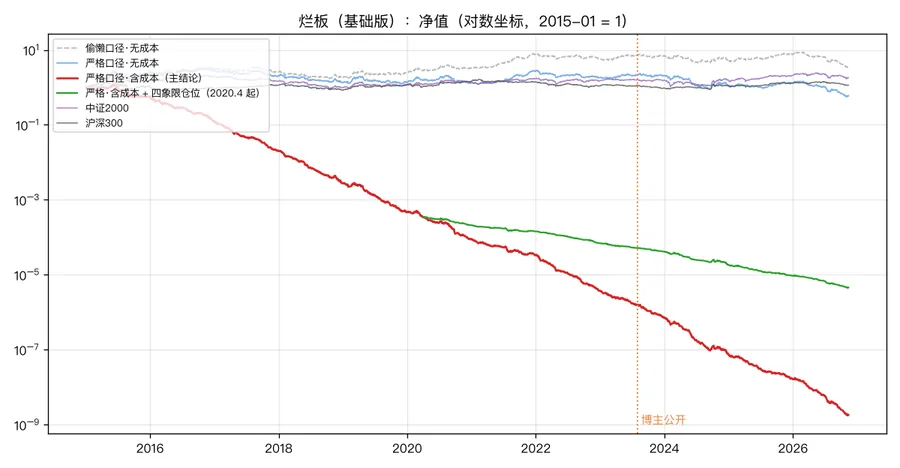 烂板（基础版）：净值（对数坐标，2015-01 = 1）
10¹
10⁻¹
10⁻³
10⁻⁵
10⁻⁷
10⁻⁹
偷懒口径·无成本
严格口径·无成本
严格口径·含成本（主结论）
严格·含成本 + 四象限仓位（2020.4 起）
中证2000
沪深300
博主公开
2016
2018
2020
2022
2024
2026